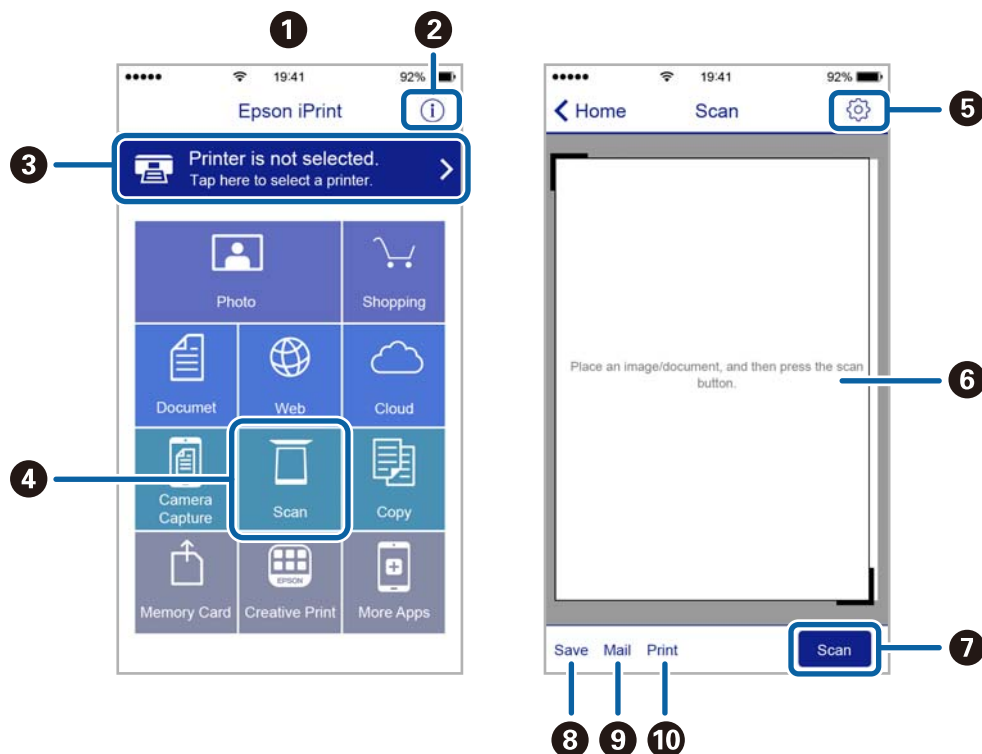 1
2
19:41
92%
Epson iPrint
i
3
Printer is not selected.
Tap here to select a printer.
Photo
Shopping
Documet
Web
Cloud
4
Camera
Capture
Scan
Copy
EPSON
Memory Card
Creative Print
More Apps
19:41
92%
Home
Scan
5
Place an image/document, and then press the scan
button.
6
Save
Mail
Print
Scan
7
8
9
10